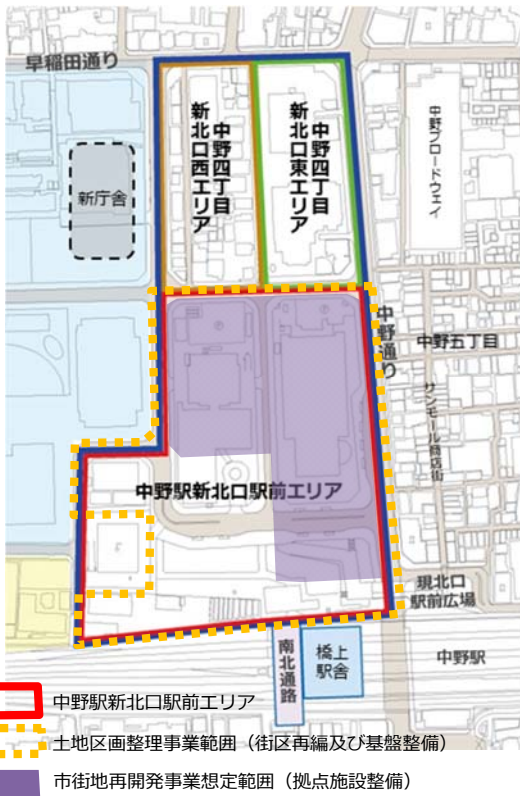 早稲田通り
中野四丁目
新北口西エリア
中野四丁目
新北口東エリア
中野ブロードウェイ
新庁舎
中野通り
中野五丁目
サンモール商店街
中野駅新北口駅前エリア
現北口
駅前広場
南北通路
橋上
駅舎
中野駅
中野駅新北口駅前エリア
土地区画整理事業範囲(街区再編及び基盤整備)
市街地再開発事業想定範囲(拠点施設整備)